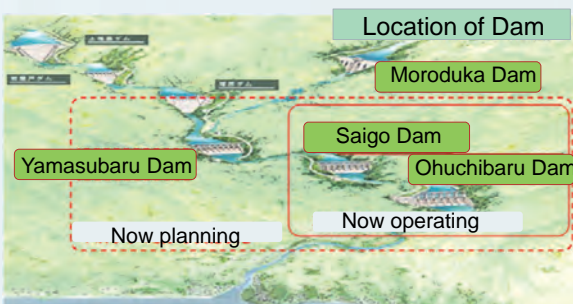 Location of Dam
Moroduka Dam
Saigo Dam
Yamasubaru Dam
Ohuchibaru Dam
Now operating
Now planning